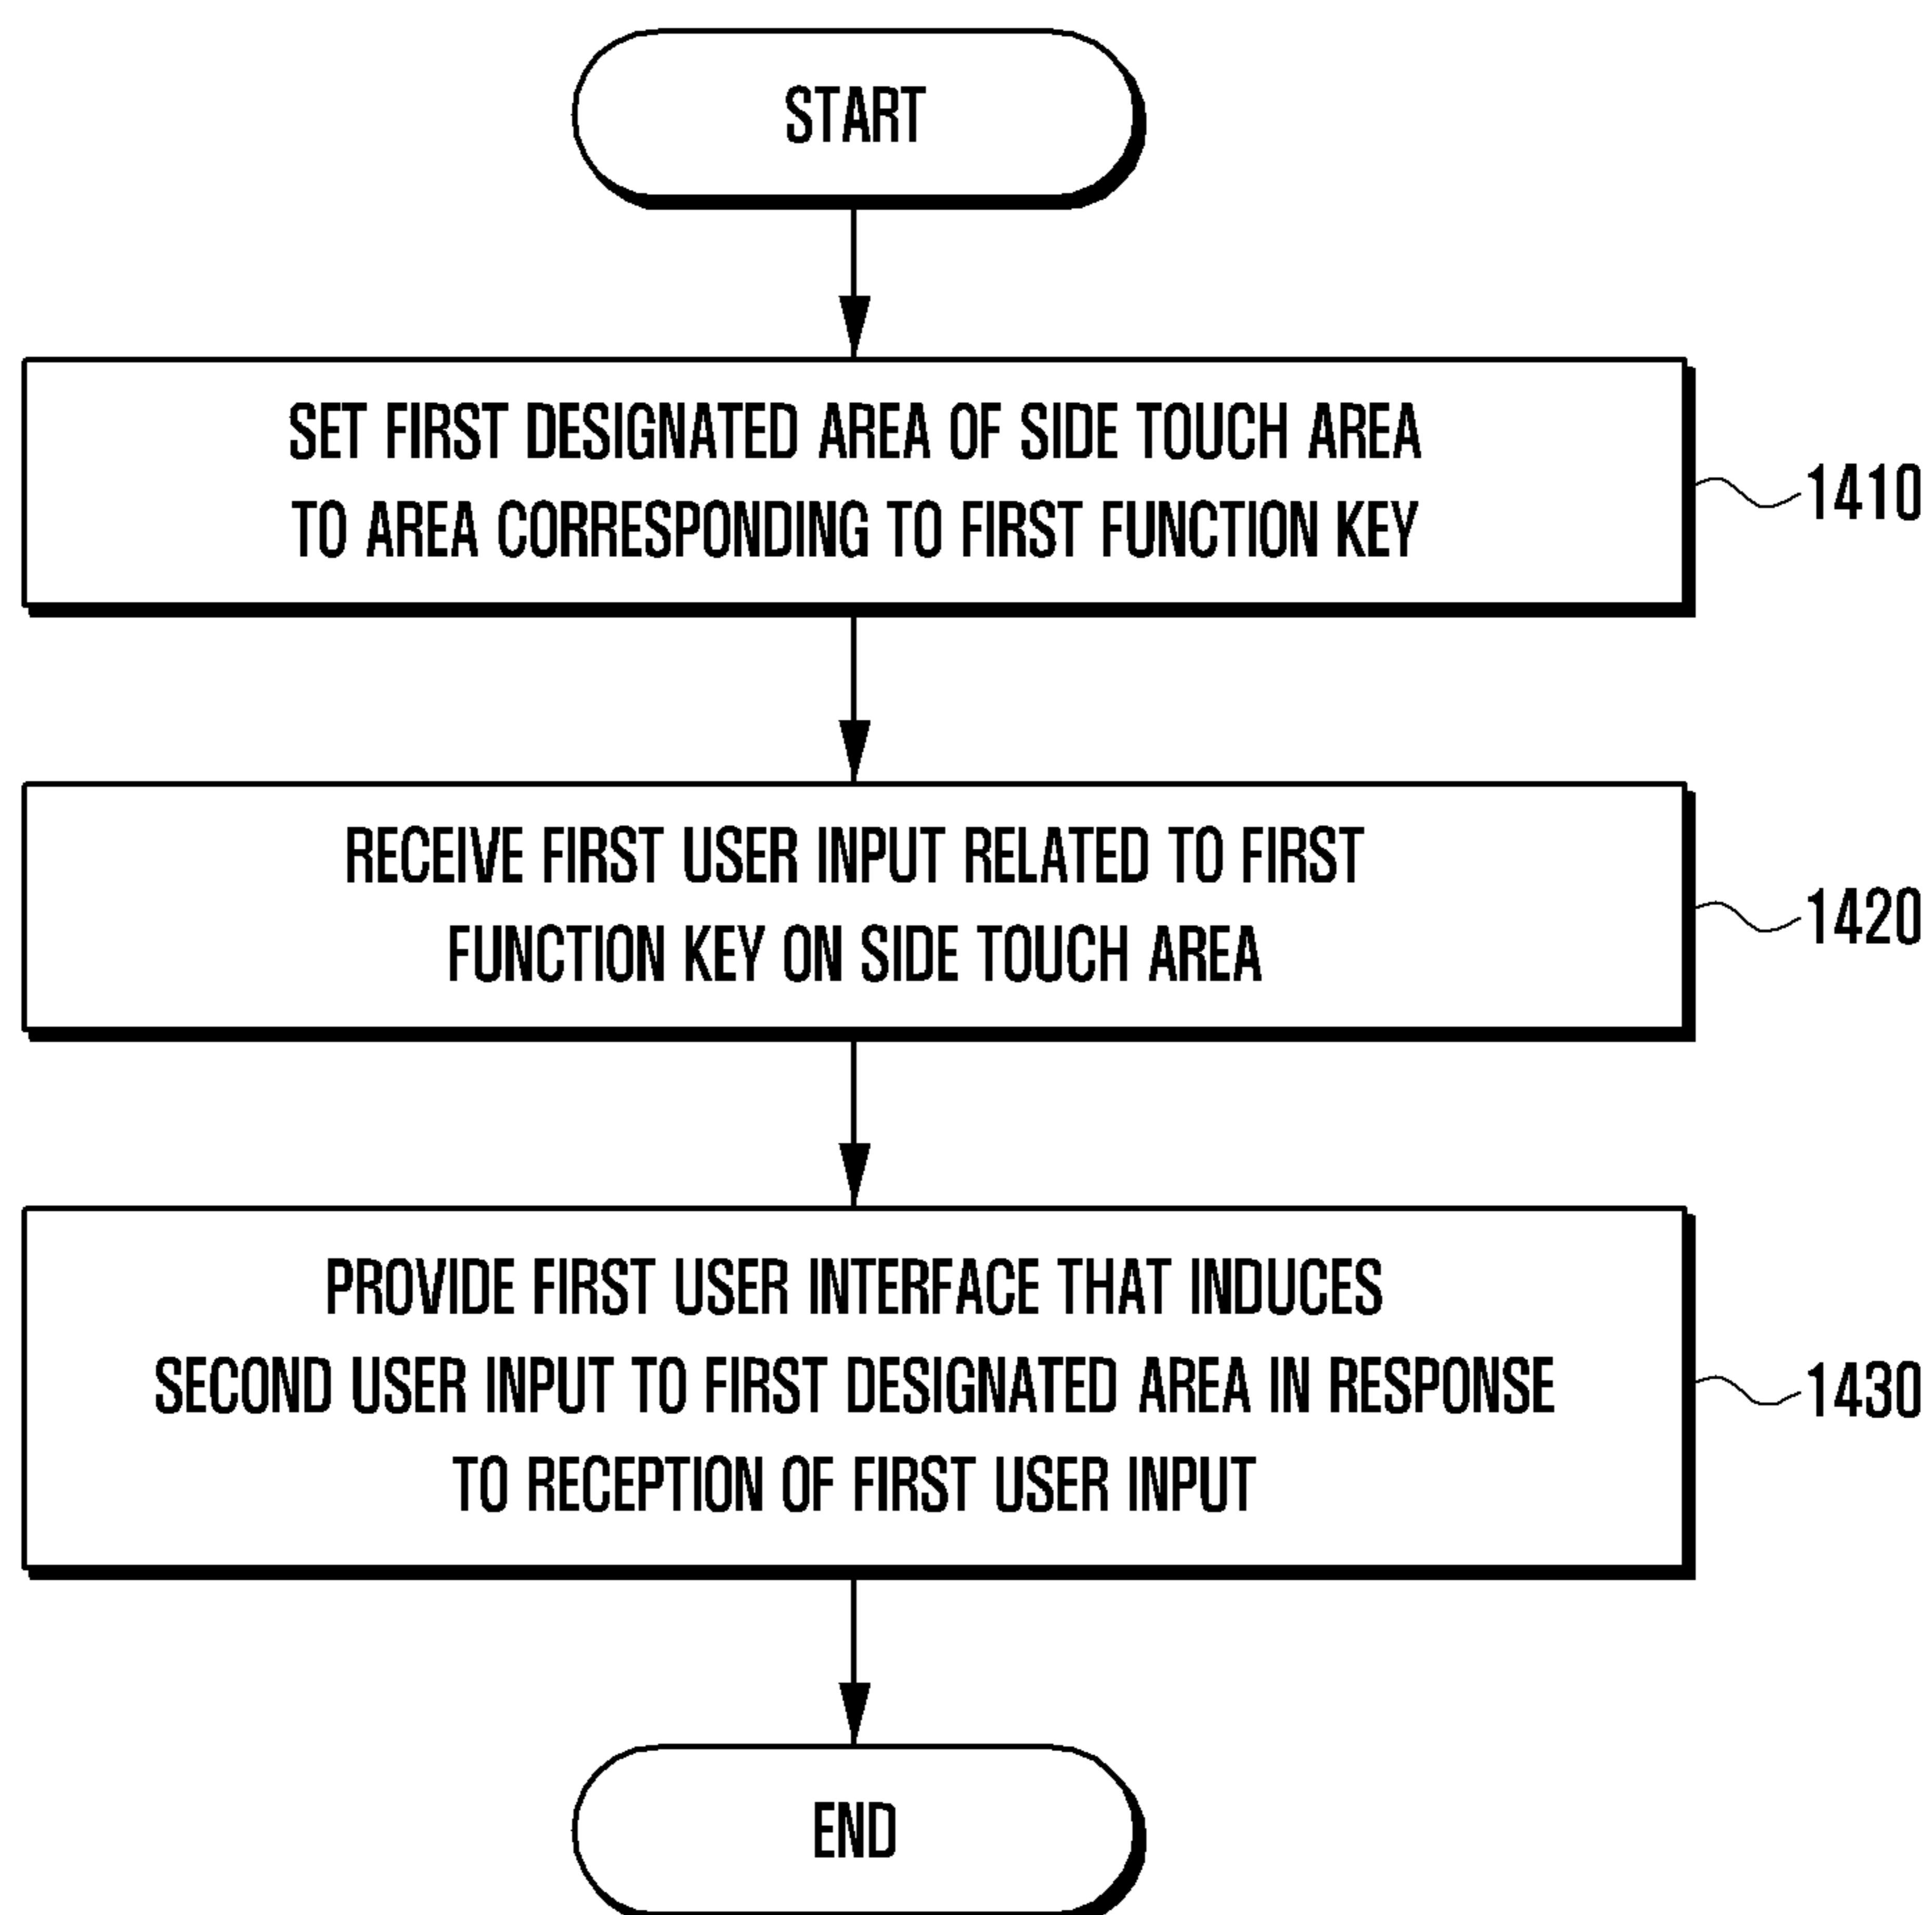 START
SET FIRST DESIGNATED AREA OF SIDE TOUCH AREA
TO AREA CORRESPONDING TO FIRST FUNCTION KEY
1410
RECEIVE FIRST USER INPUT RELATED TO FIRST
FUNCTION KEY ON SIDE TOUCH AREA
1420
PROVIDE FIRST USER INTERFACE THAT INDUCES
SECOND USER INPUT TO FIRST DESIGNATED AREA IN RESPONSE
TO RECEPTION OF FIRST USER INPUT
1430
END